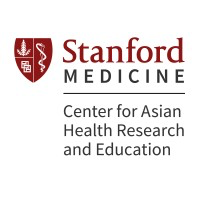 Stanford
MEDICINE
Center for Asian
Health Research
and Education